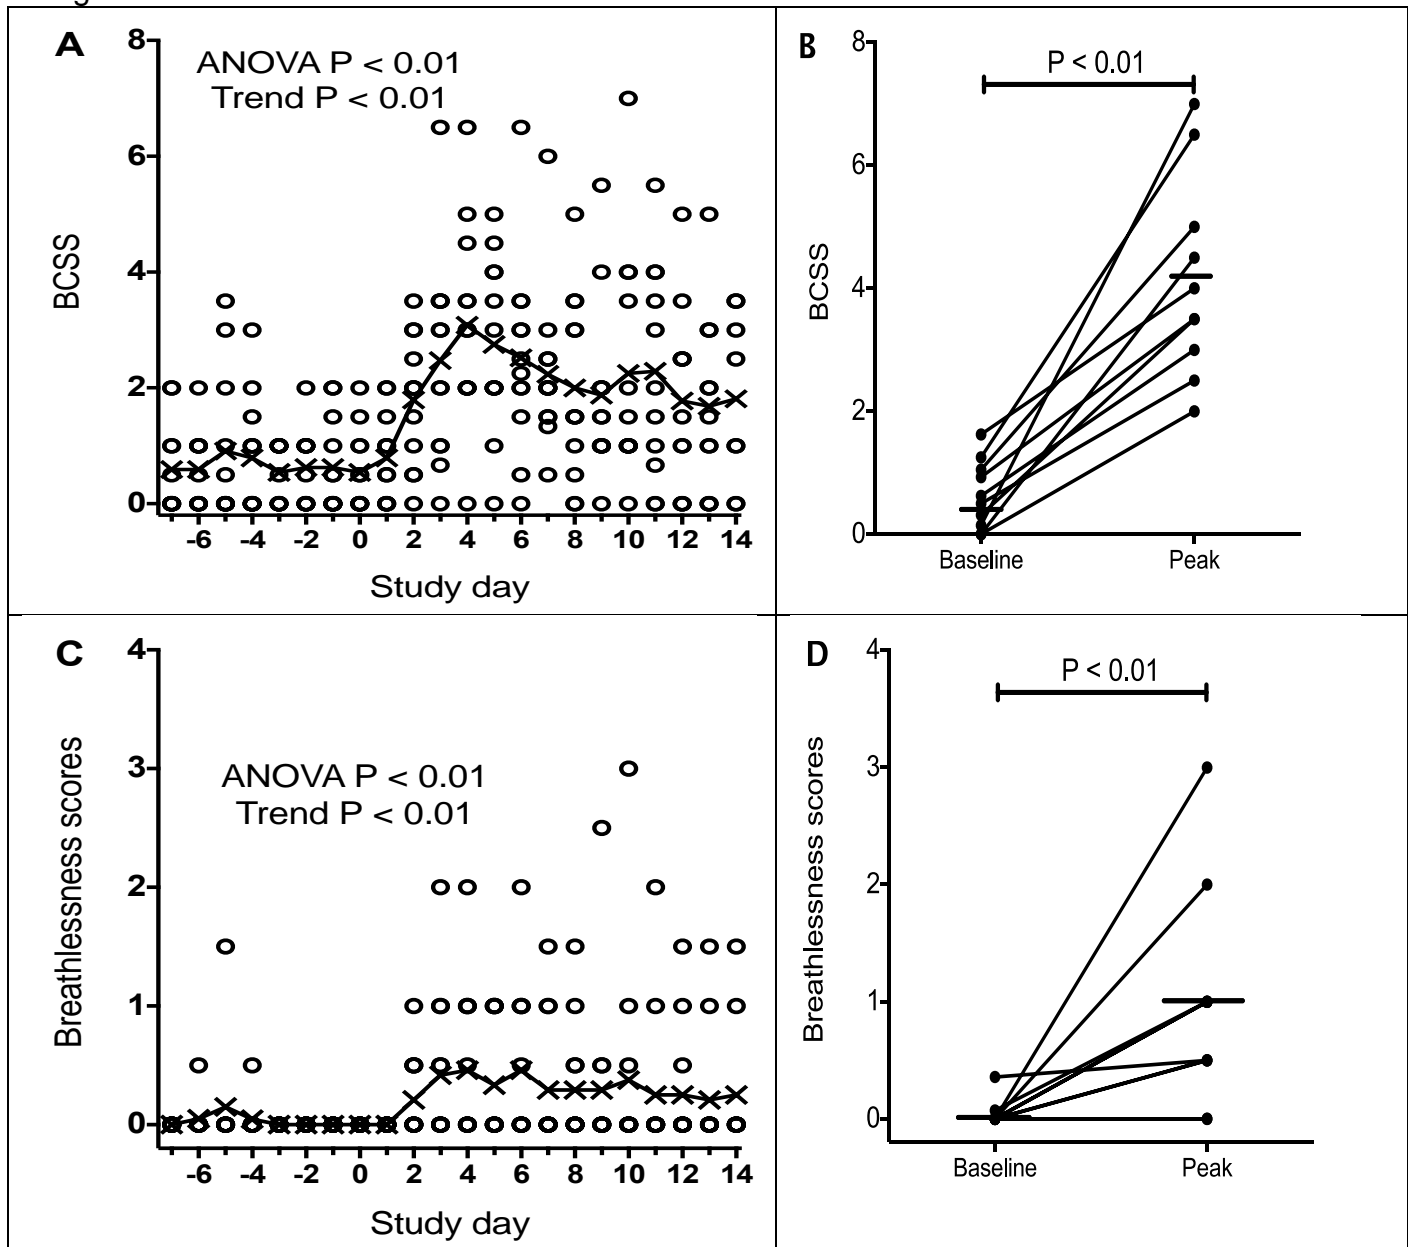 A
8
ANOVA P < 0.01
Trend P < 0.01
6
4
2
0
BCSS
-6 -4 -2 0 2 4 6 8 10 12 14
Study day
B
8
P < 0.01
6
4
2
0
BCSS
Baseline Peak
C
4
3
ANOVA P < 0.01
Trend P < 0.01
2
1
0
Breathlessness scores
-6 -4 -2 0 2 4 6 8 10 12 14
Study day
D
4
P < 0.01
3
2
1
0
Breathlessness scores
Baseline Peak